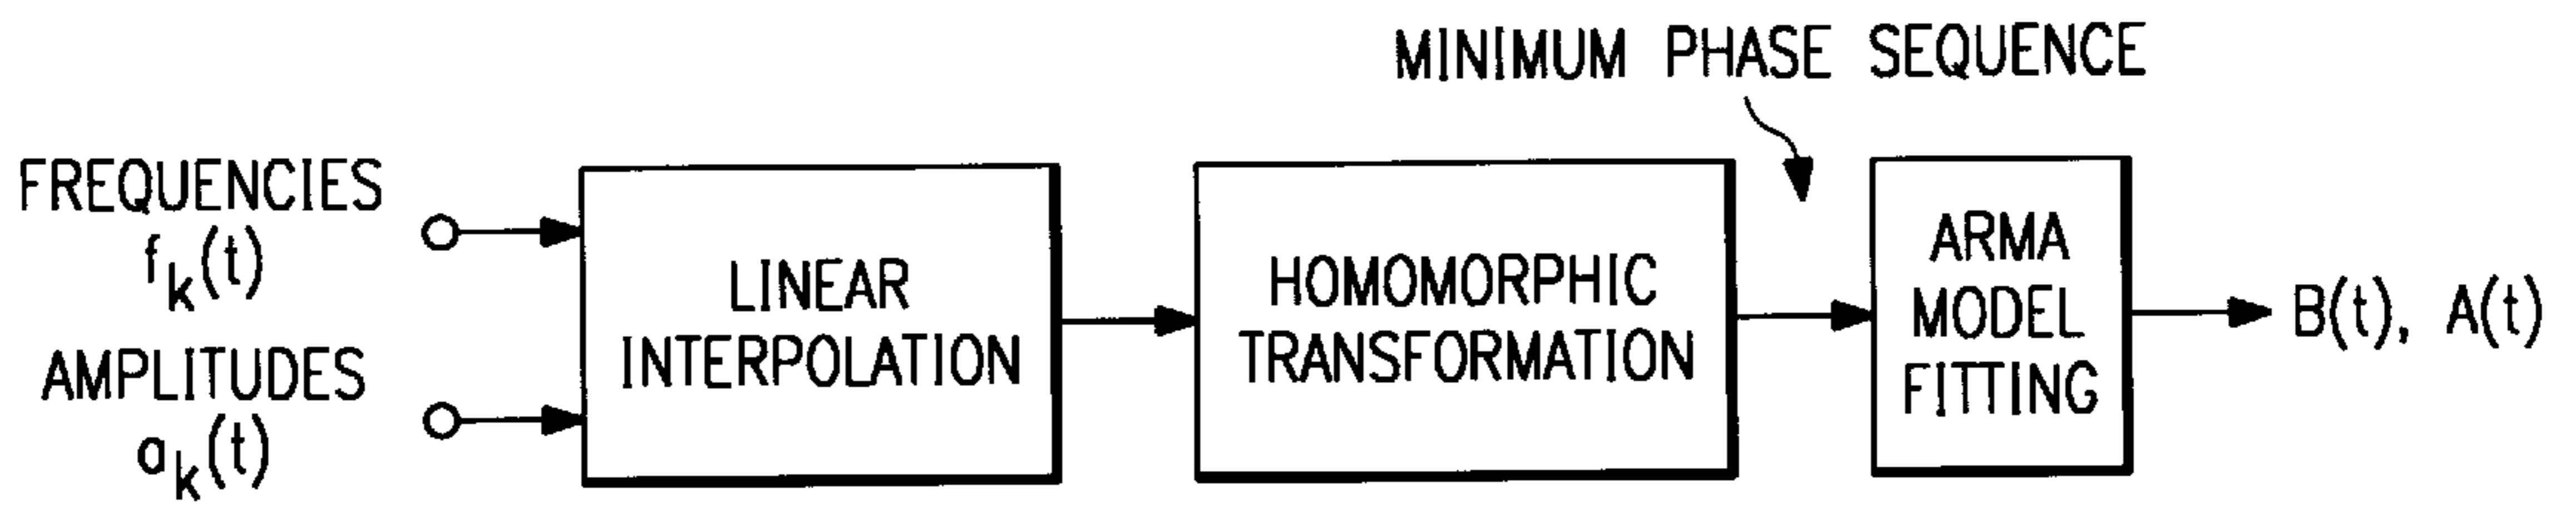 MINIMUM PHASE SEQUENCE
FREQUENCIES
fk(t)
AMPLITUDES
ak(t)
LINEAR
INTERPOLATION
HOMOMORPHIC
TRANSFORMATION
ARMA
MODEL
FITTING
B(t), A(t)